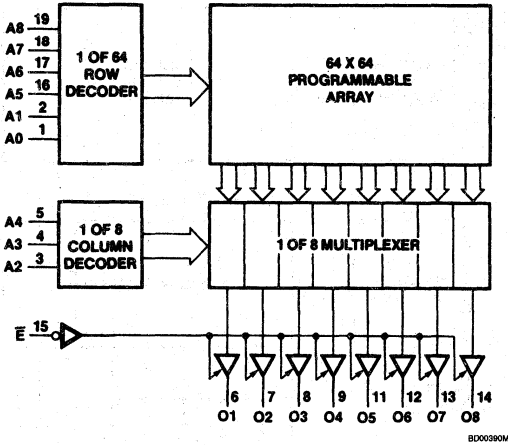 A8 19
A7 18
A6 17
A5 16
A1 2
A0 1
1 OF 64
ROW
DECODER
64 X 64
PROGRAMMABLE
ARRAY
A4 5
A3 4
A2 3
1 OF 8
COLUMN
DECODER
1 OF 8 MULTIPLEXER
E̅ 15
6 7 8 9 11 12 13 14
O1 O2 O3 O4 O5 O6 O7 O8
BD00390M